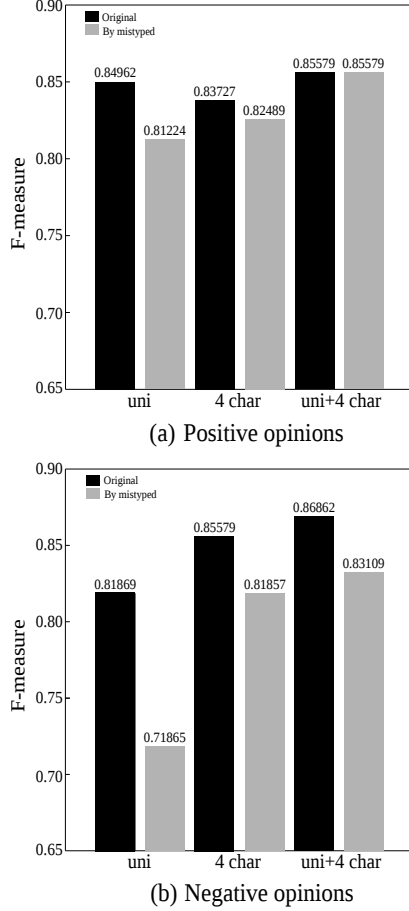 0.90
Original
By mistyped
0.84962
0.83727
0.85579
0.85579
0.85
0.82489
0.81224
0.80
F-measure
0.75
0.70
0.65
uni
4 char
uni+4 char
(a) Positive opinions
0.90
Original
By mistyped
0.86862
0.85579
0.85
0.83109
0.81869
0.81857
0.80
F-measure
0.75
0.71865
0.70
0.65
uni
4 char
uni+4 char
(b) Negative opinions